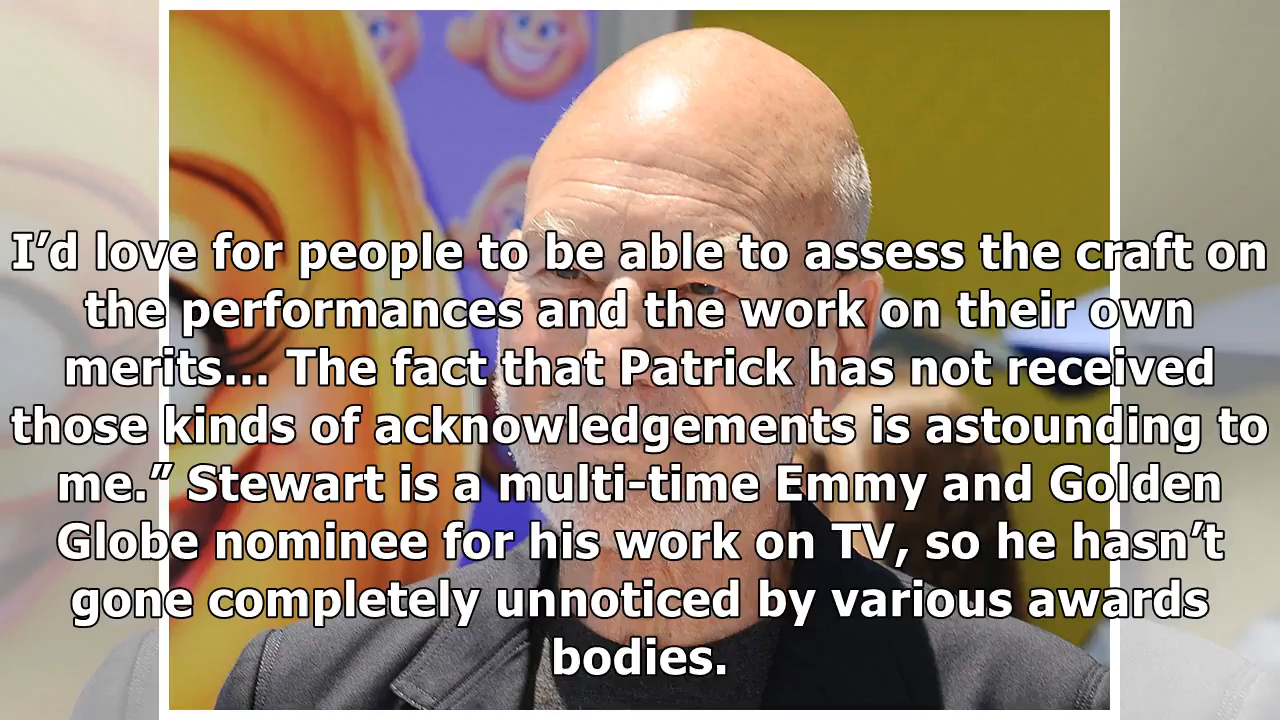 I’d love for people to be able to assess the craft on
the performances and the work on their own
merits… The fact that Patrick has not received
those kinds of acknowledgements is astounding to
me.” Stewart is a multi-time Emmy and Golden
Globe nominee for his work on TV, so he hasn’t
gone completely unnoticed by various awards
bodies.